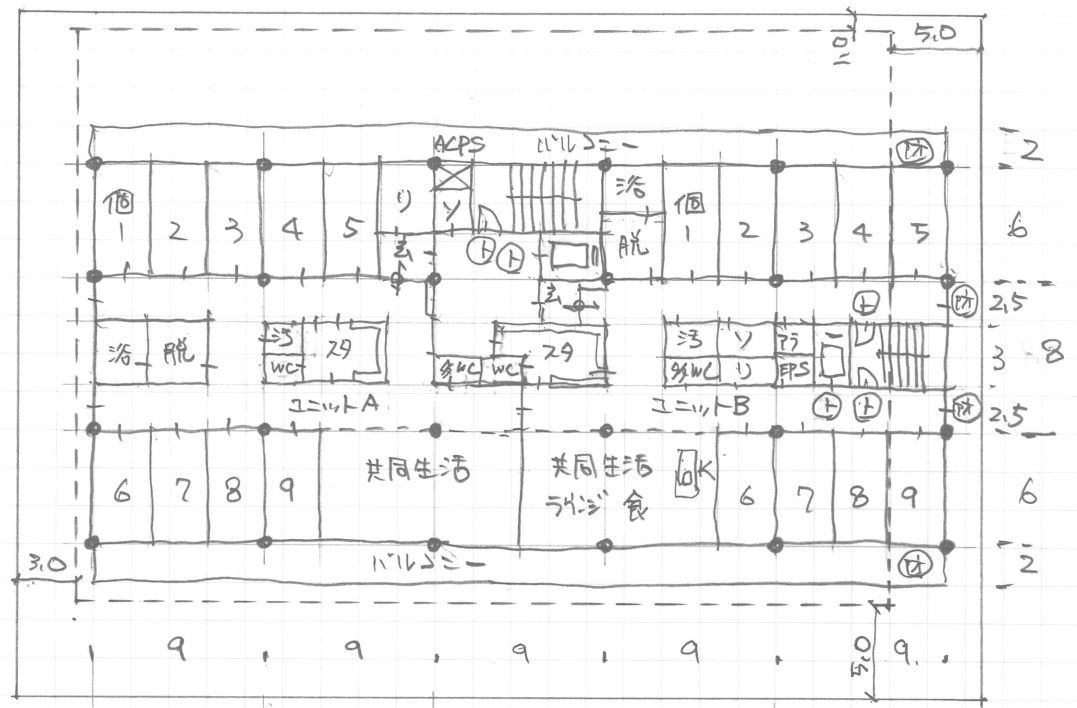 5.0
ACPS バルコニー 防 2
個 1 2 3 4 5 リ ソ 浴 脱 個 1 2 3 4 5 6
玄 ト ト
玄 ト 防 2,5
浴 脱 汚 スタ スタ 汚 ソ EV 3 8
WC 多WC WC 多WC リ EPS
ユニットA ユニットB ト ト 防 2,5
共同生活 共同生活 K
6 7 8 9 ラウンジ 食 6 7 8 9 6
3.0 バルコニー 防 2
9 9 9 9 5.0 9.